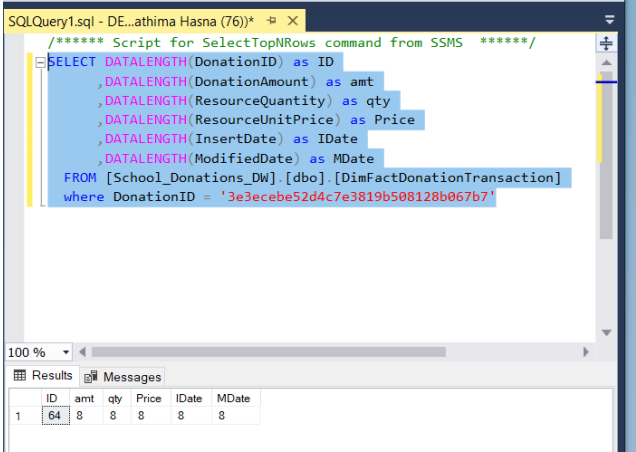 SQLQuery1.sql - DE...athima Hasna (76))*
/****** Script for SelectTopNRows command from SSMS  ******/
SELECT DATALENGTH(DonationID) as ID
,DATALENGTH(DonationAmount) as amt
,DATALENGTH(ResourceQuantity) as qty
,DATALENGTH(ResourceUnitPrice) as Price
,DATALENGTH(InsertDate) as IDate
,DATALENGTH(ModifiedDate) as MDate
FROM [School_Donations_DW].[dbo].[DimFactDonationTransaction]
where DonationID = '3e3ecebe52d4c7e3819b508128b067b7'
100 %
Results Messages
ID amt qty Price IDate MDate
1 64 8 8 8 8 8